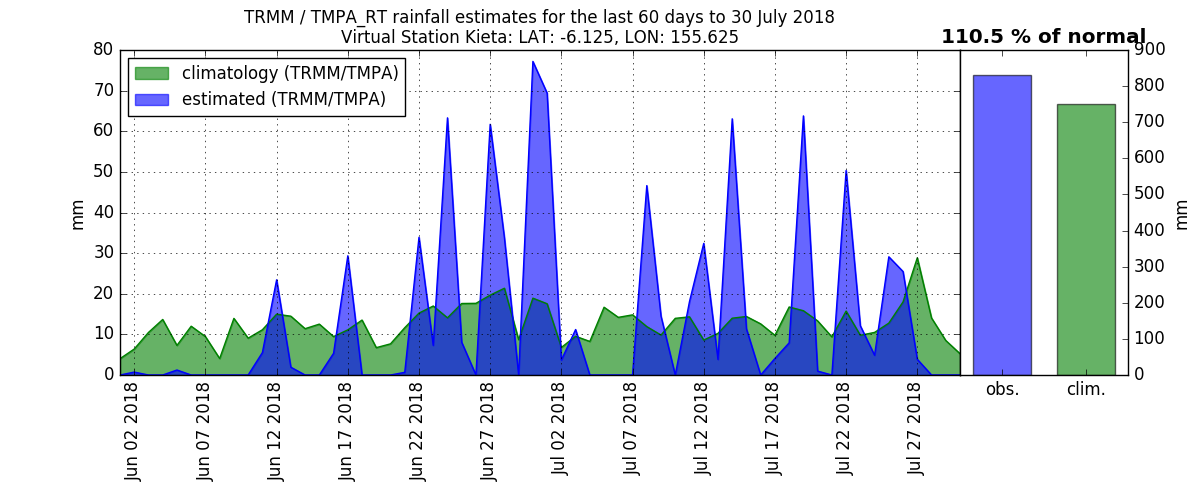 TRMM / TMPA_RT rainfall estimates for the last 60 days to 30 July 2018
Virtual Station Kieta: LAT: -6.125, LON: 155.625
110.5 % of normal
climatology (TRMM/TMPA)
estimated (TRMM/TMPA)
80
70
60
50
40
30
20
10
0
mm
Jun 02 2018
Jun 07 2018
Jun 12 2018
Jun 17 2018
Jun 22 2018
Jun 27 2018
Jul 02 2018
Jul 07 2018
Jul 12 2018
Jul 17 2018
Jul 22 2018
Jul 27 2018
900
800
700
600
500
400
300
200
100
0
mm
obs.
clim.